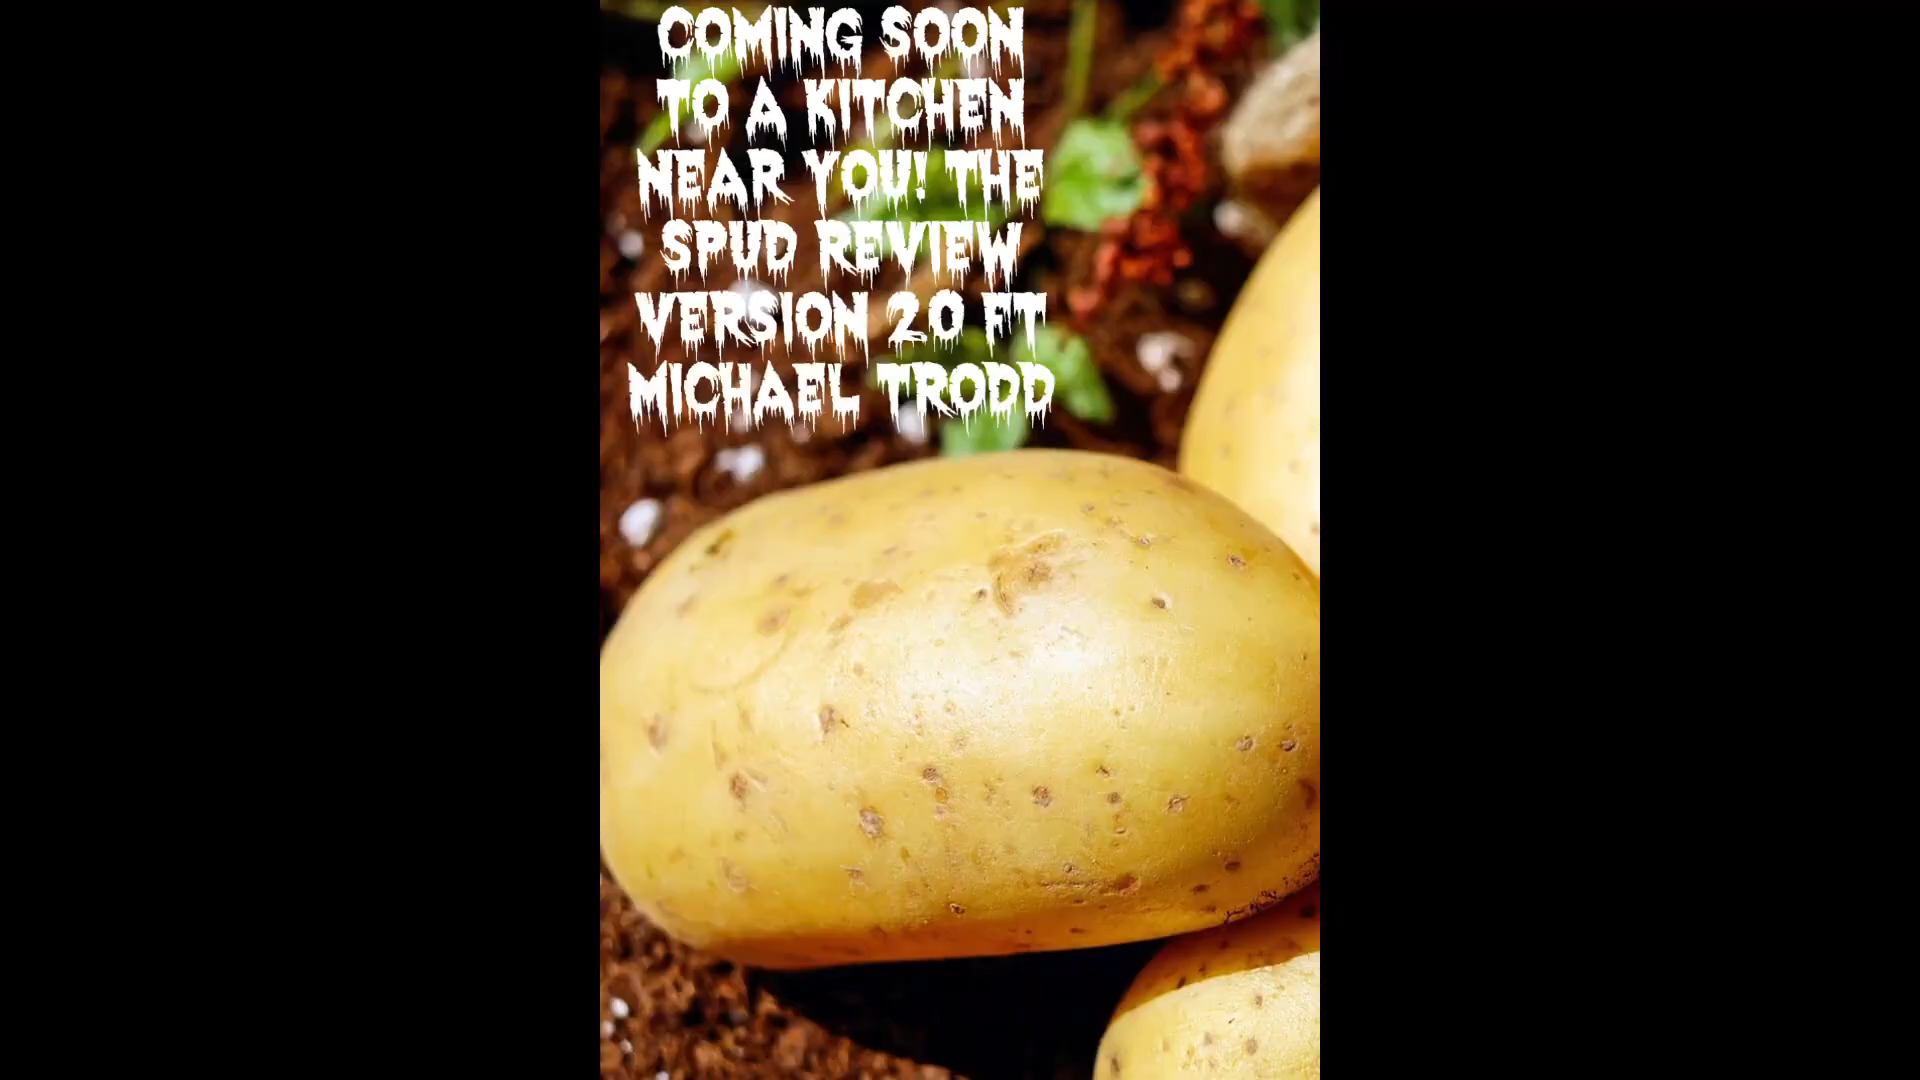 COMING SOON
TO A KITCHEN
NEAR YOU! THE
SPUD REVIEW
VERSION 2.0 FT
MICHAEL TRODD